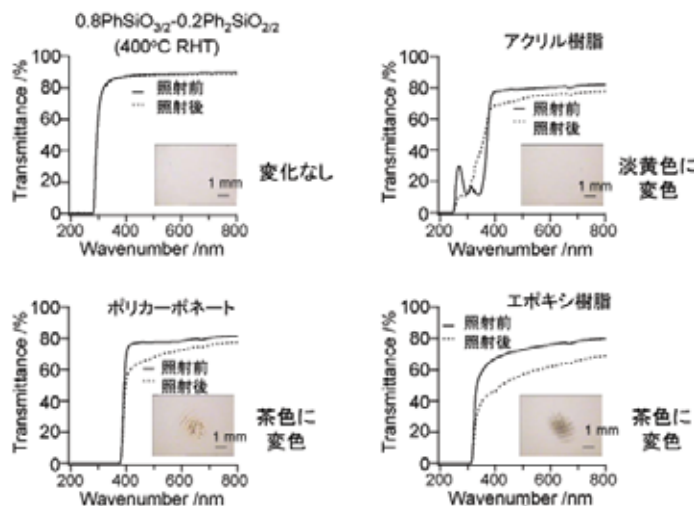 0.8PhSiO3/2-0.2Ph2SiO2/2
(400°C RHT)
Transmittance /%
100
80
60
40
20
0
照射前
照射後
1 mm
200 400 600 800
Wavenumber /nm
変化なし
アクリル樹脂
Transmittance /%
100
80
60
40
20
0
照射前
照射後
1 mm
200 400 600 800
Wavenumber /nm
淡黄色に
変色
ポリカーボネート
Transmittance /%
100
80
60
40
20
0
照射前
照射後
1 mm
200 400 600 800
Wavenumber /nm
茶色に
変色
エポキシ樹脂
Transmittance /%
100
80
60
40
20
0
照射前
照射後
1 mm
200 400 600 800
Wavenumber /nm
茶色に
変色